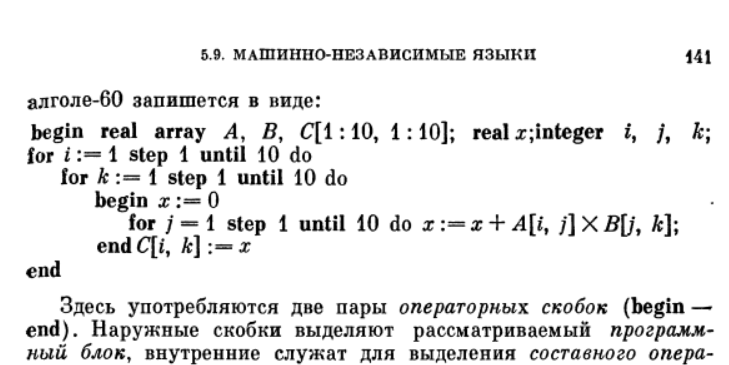 5.9. МАШИННО-НЕЗАВИСИМЫЕ ЯЗЫКИ 141
алголе-60 запишется в виде:
begin real array A, B, C[1 : 10, 1 : 10]; real x;integer i, j, k;
for i := 1 step 1 until 10 do
for k := 1 step 1 until 10 do
begin x := 0
for j = 1 step 1 until 10 do x := x + A[i, j] × B[j, k];
end C[i, k] := x
end
Здесь употребляются две пары операторных скобок (begin —
end). Наружные скобки выделяют рассматриваемый программ-
ный блок, внутренние служат для выделения составного опера-